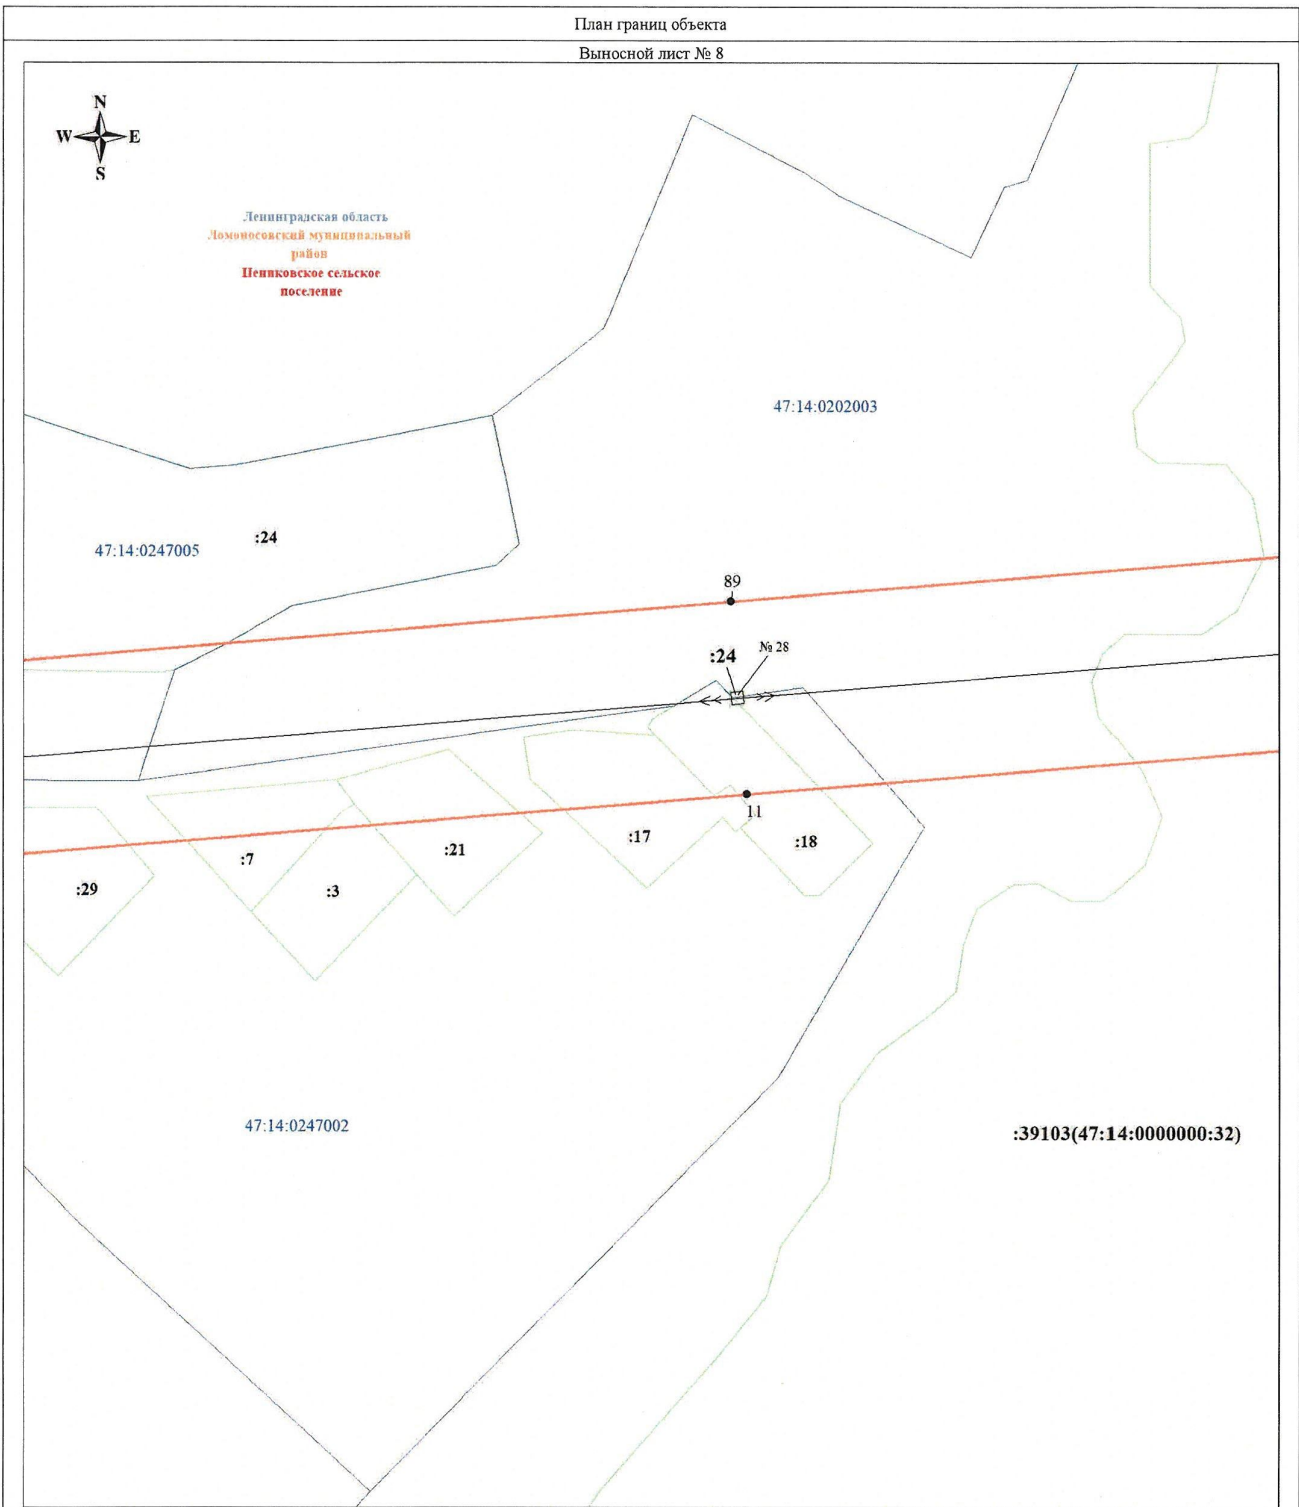 План границ объекта
Выносной лист № 8
N
W E
S
Ленинградская область
Ломоносовский муниципальный
район
Пениковское сельское
поселение
47:14:0202003
47:14:0247005
:24
89
:24
№ 28
11
:17
:18
:21
:7
:3
:29
47:14:0247002
:39103(47:14:0000000:32)